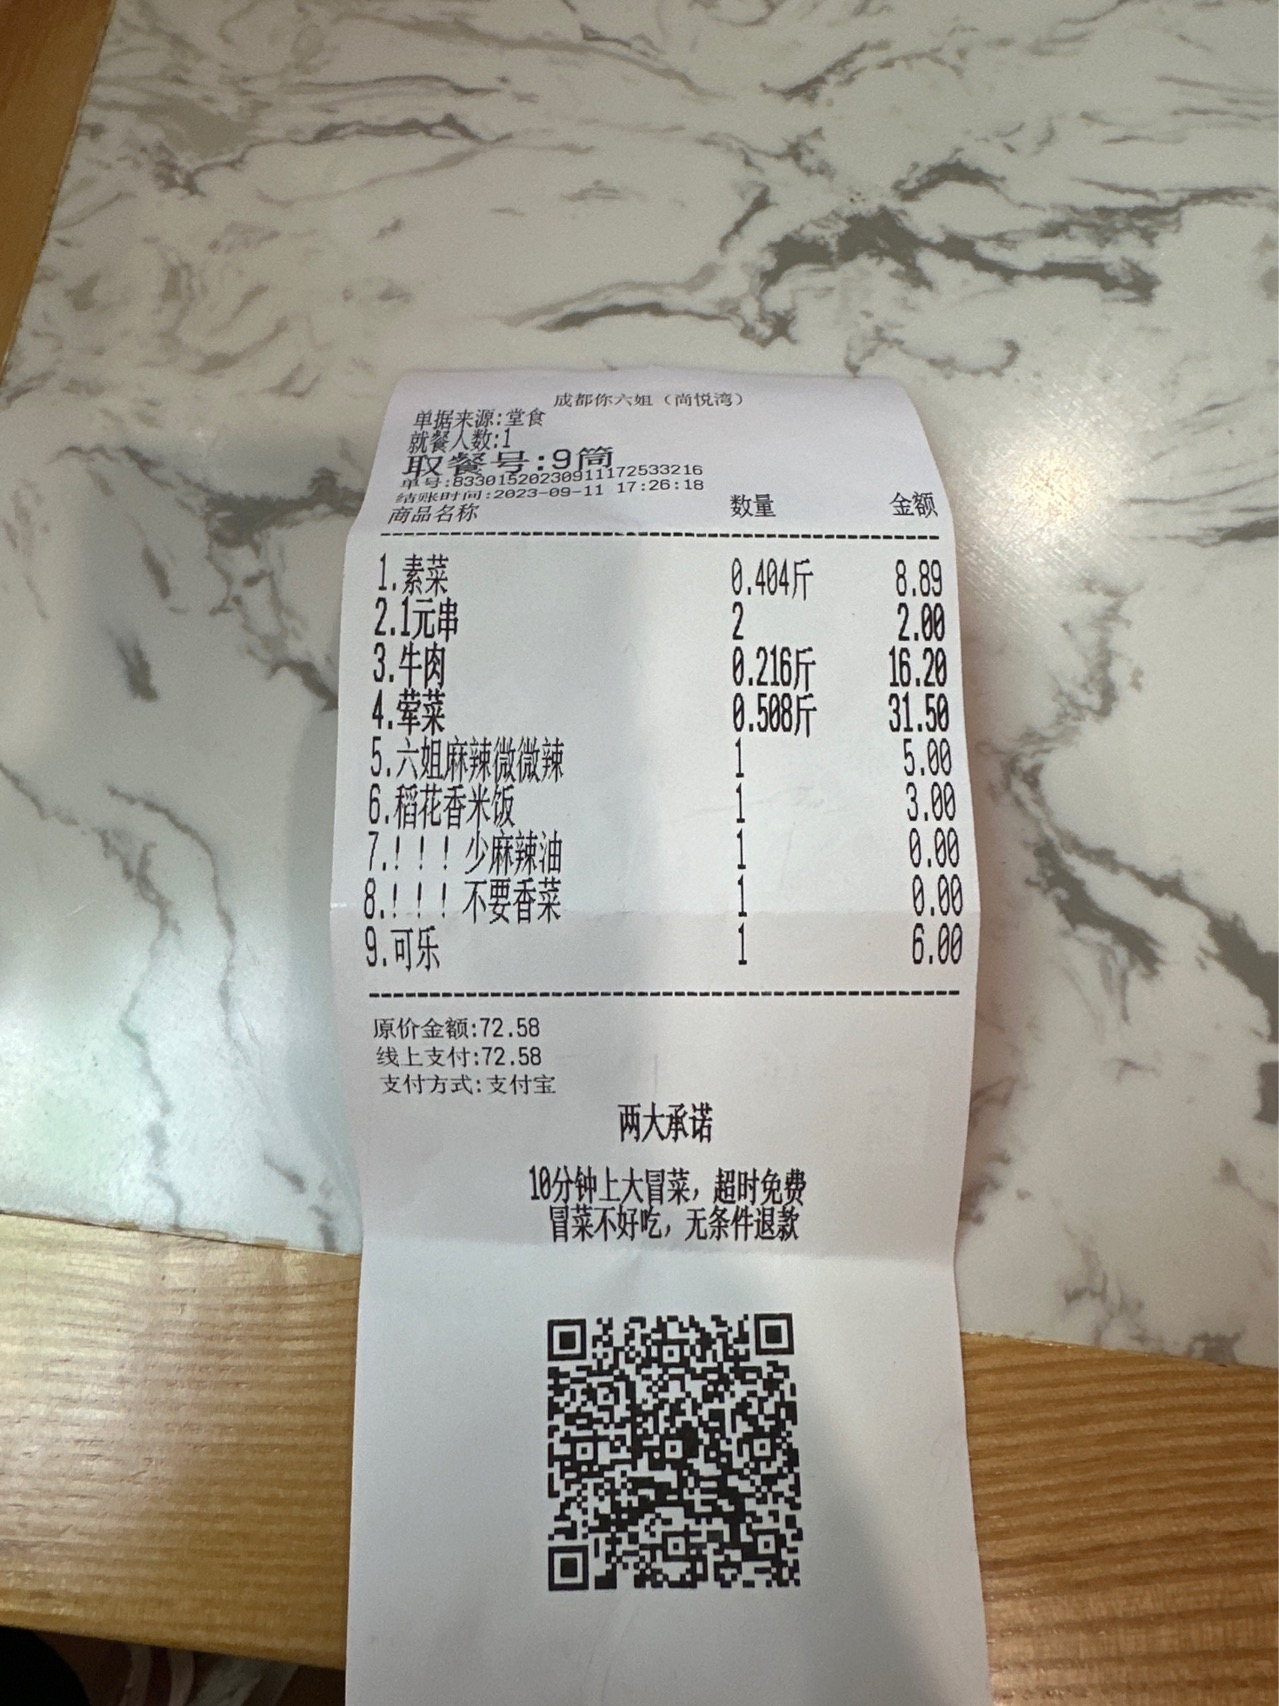 成都你六姐（尚悦湾）
单据来源:堂食
就餐人数:1
取餐号:9筒
单号:83301520230911172533216
结账时间:2023-09-11 17:26:18
商品名称 数量 金额
1.素菜 0.404斤 8.89
2.1元串 2 2.00
3.牛肉 0.216斤 16.20
4.荤菜 0.508斤 31.50
5.六姐麻辣微微辣 1 5.00
6.稻花香米饭 1 3.00
7.！！！少麻辣油 1 0.00
8.！！！不要香菜 1 0.00
9.可乐 1 6.00
原价金额:72.58
线上支付:72.58
支付方式:支付宝
两大承诺
10分钟上大冒菜，超时免费
冒菜不好吃，无条件退款